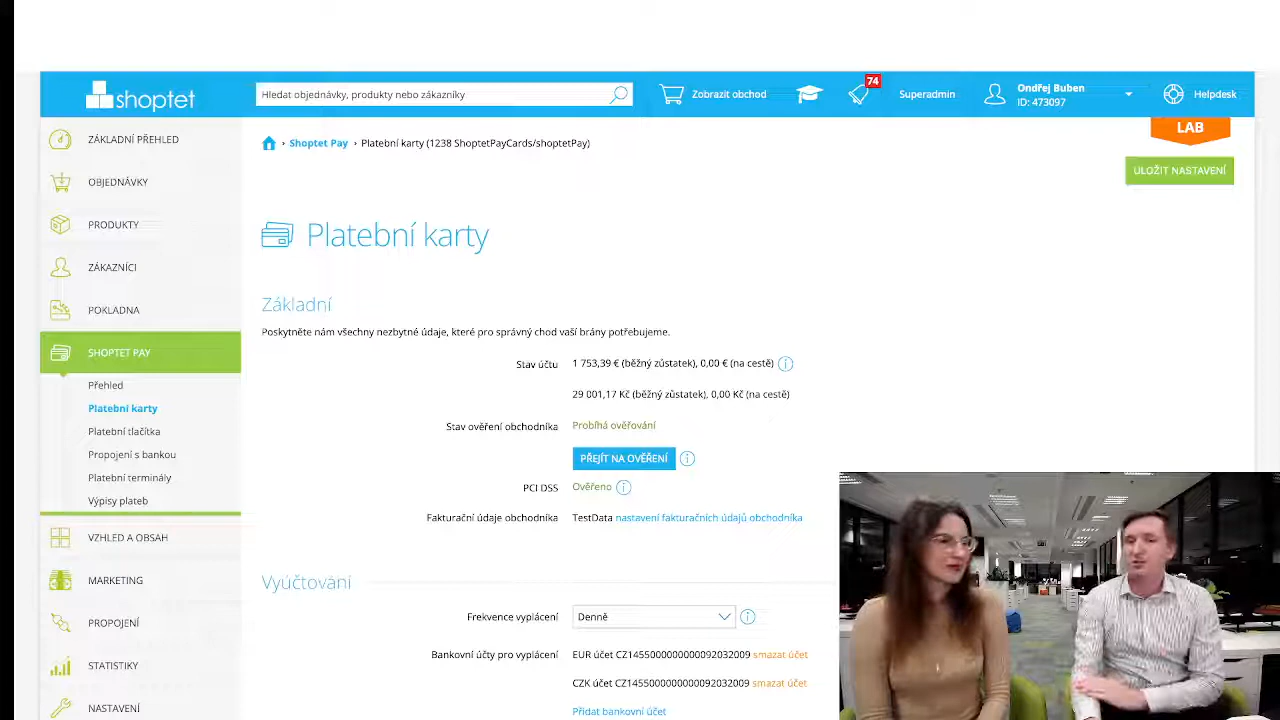 shoptet
Hledat objednávky, produkty nebo zákazníky
Zobrazit obchod
74
Superadmin
Ondřej Buben
ID: 473097
Helpdesk
LAB
ULOŽIT NASTAVENÍ
ZÁKLADNÍ PŘEHLED
OBJEDNÁVKY
PRODUKTY
ZÁKAZNÍCI
POKLADNA
SHOPTET PAY
Přehled
Platební karty
Platební tlačítka
Propojení s bankou
Platební terminály
Výpisy plateb
VZHLED A OBSAH
MARKETING
PROPOJENÍ
STATISTIKY
NASTAVENÍ
› Shoptet Pay › Platební karty (1238 ShoptetPayCards/shoptetPay)
Platební karty
Základní
Poskytněte nám všechny nezbytné údaje, které pro správný chod vaší brány potřebujeme.
Stav účtu 1 753,39 € (běžný zůstatek), 0,00 € (na cestě)
29 001,17 Kč (běžný zůstatek), 0,00 Kč (na cestě)
Stav ověření obchodníka Probíhá ověřování
PŘEJÍT NA OVĚŘENÍ
PCI DSS Ověřeno
Fakturační údaje obchodníka TestData nastavení fakturačních údajů obchodníka
Vyúčtování
Frekvence vyplácení Denně
Bankovní účty pro vyplácení EUR účet CZ1455000000000092032009 smazat účet
CZK účet CZ1455000000000092032009 smazat účet
Přidat bankovní účet